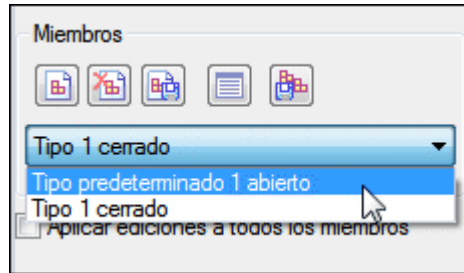 Miembros
Tipo 1 cerrado
Tipo predeterminado 1 abierto
Tipo 1 cerrado
Aplicar ediciones a todos los miembros